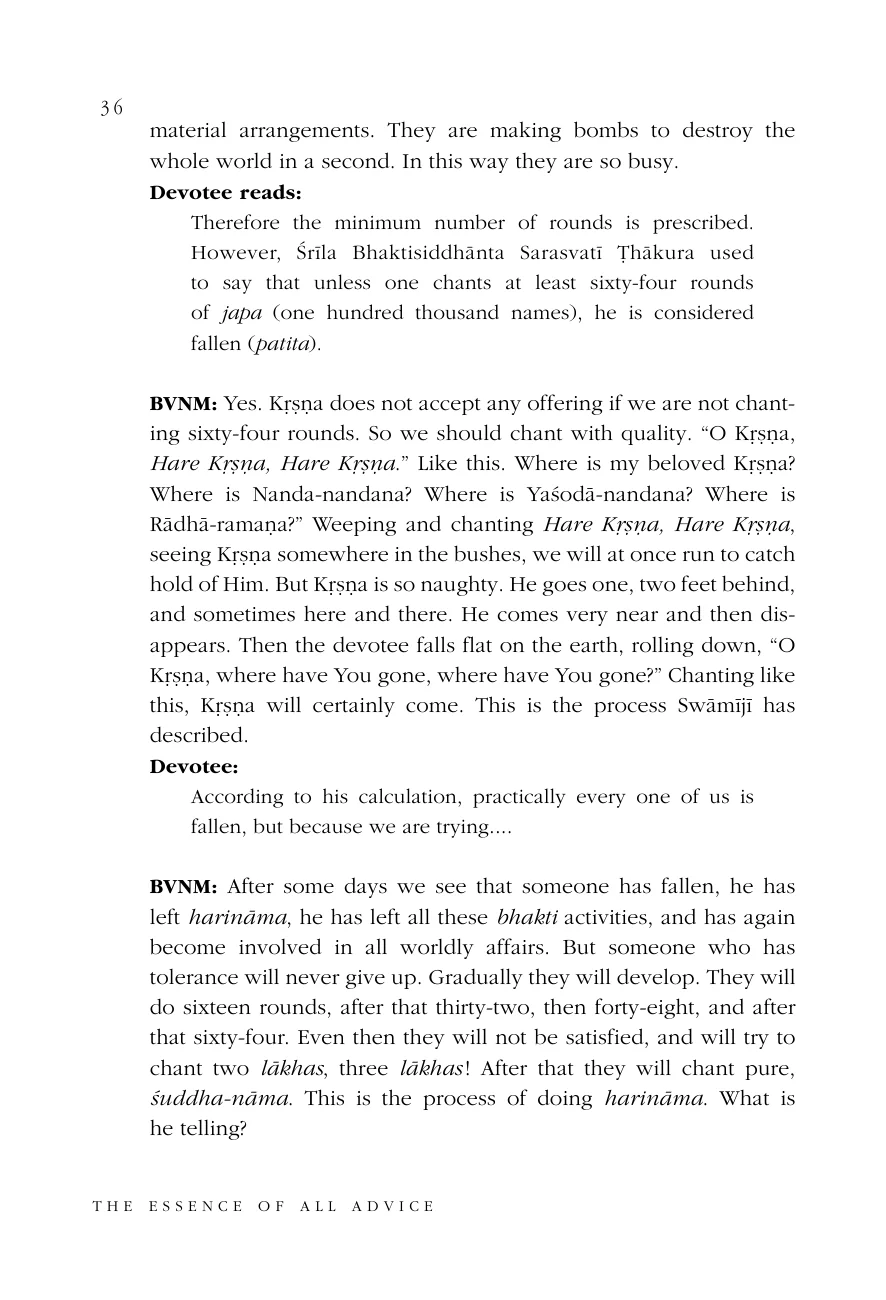 36
material arrangements. They are making bombs to destroy the
whole world in a second. In this way they are so busy.
Devotee reads:
Therefore the minimum number of rounds is prescribed.
However, Śrīla Bhaktisiddhānta Sarasvatī Ṭhākura used
to say that unless one chants at least sixty-four rounds
of japa (one hundred thousand names), he is considered
fallen (patita).
BVNM: Yes. Kṛṣṇa does not accept any offering if we are not chant-
ing sixty-four rounds. So we should chant with quality. “O Kṛṣṇa,
Hare Kṛṣṇa, Hare Kṛṣṇa.” Like this. Where is my beloved Kṛṣṇa?
Where is Nanda-nandana? Where is Yaśodā-nandana? Where is
Rādhā-ramaṇa?” Weeping and chanting Hare Kṛṣṇa, Hare Kṛṣṇa,
seeing Kṛṣṇa somewhere in the bushes, we will at once run to catch
hold of Him. But Kṛṣṇa is so naughty. He goes one, two feet behind,
and sometimes here and there. He comes very near and then dis-
appears. Then the devotee falls flat on the earth, rolling down, “O
Kṛṣṇa, where have You gone, where have You gone?” Chanting like
this, Kṛṣṇa will certainly come. This is the process Swāmījī has
described.
Devotee:
According to his calculation, practically every one of us is
fallen, but because we are trying....
BVNM: After some days we see that someone has fallen, he has
left harināma, he has left all these bhakti activities, and has again
become involved in all worldly affairs. But someone who has
tolerance will never give up. Gradually they will develop. They will
do sixteen rounds, after that thirty-two, then forty-eight, and after
that sixty-four. Even then they will not be satisfied, and will try to
chant two lākhas, three lākhas! After that they will chant pure,
śuddha-nāma. This is the process of doing harināma. What is
he telling?
THE ESSENCE OF ALL ADVICE